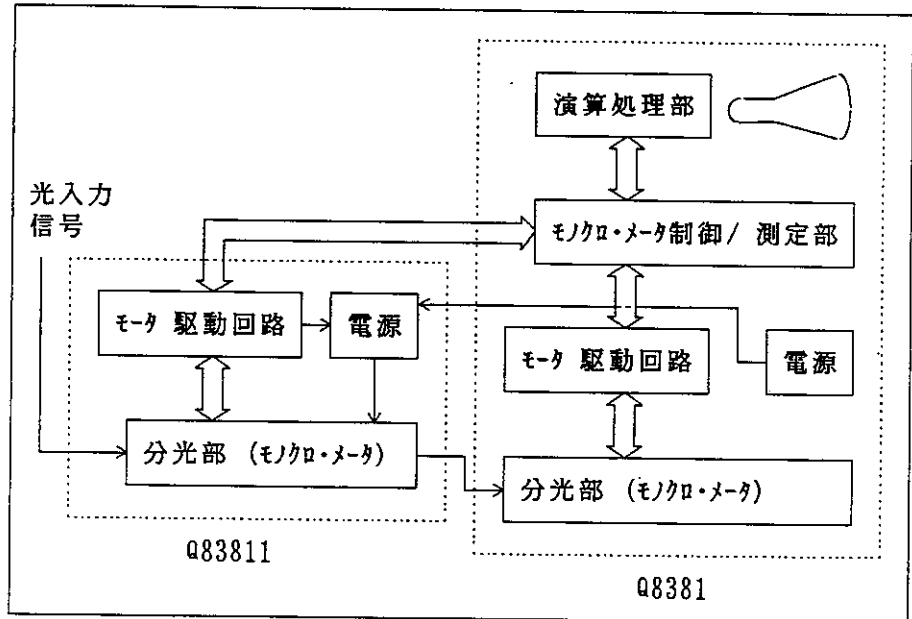 演算処理部
光入力
信号
ﾓﾉｸﾛ・ﾒｰﾀ制御/ 測定部
ﾓｰﾀ 駆動回路
電源
ﾓｰﾀ 駆動回路
電源
分光部 (ﾓﾉｸﾛ・ﾒｰﾀ)
分光部 (ﾓﾉｸﾛ・ﾒｰﾀ)
Q83811
Q8381